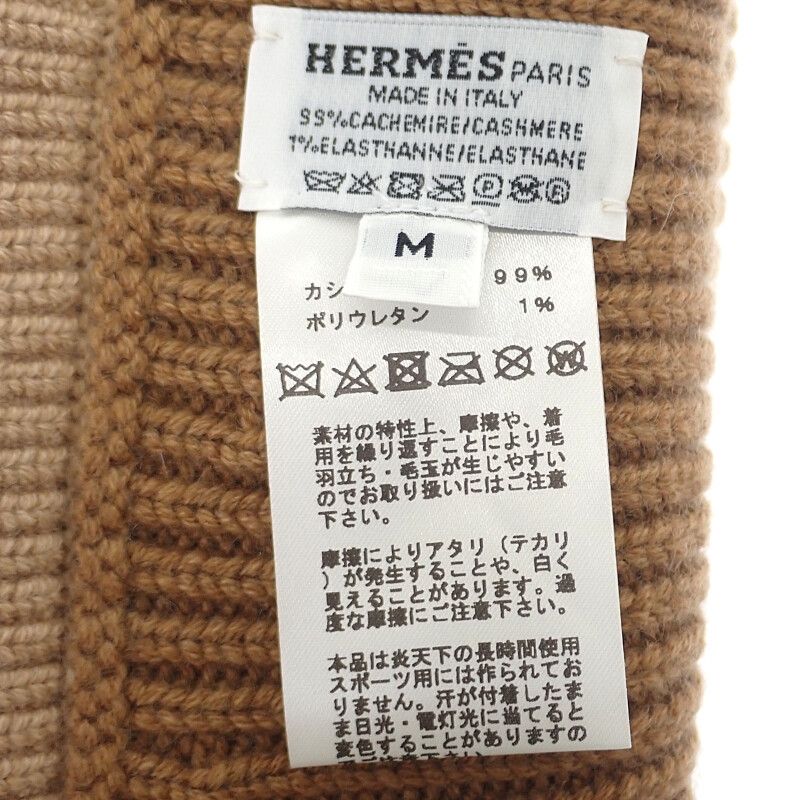 HERMÈS PARIS
MADE IN ITALY
99%CACHEMIRE/CASHMERE
1%ELASTHANNE/ELASTHANE
M
カシ 99%
ポリウレタン 1%
素材の特性上、摩擦や、着
用を繰り返すことにより毛
羽立ち・毛玉が生じやすい
のでお取り扱いにはご注意
下さい。
摩擦によりアタリ（テカリ
）が発生することや、白く
見えることがあります。過
度な摩擦にご注意下さい。
本品は炎天下の長時間使用
スポーツ用には作られてお
りません。汗が付着したま
ま日光・電灯光に当てると
変色することがありますの